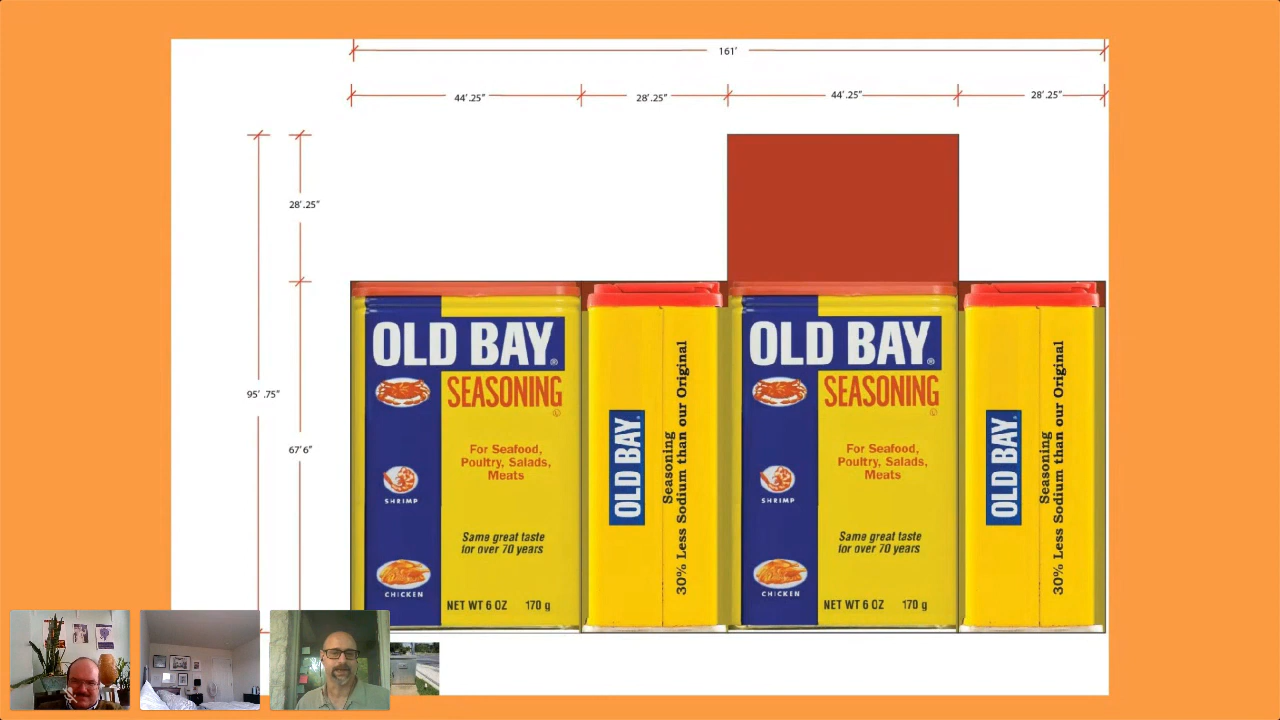 161'
44'.25"
28'.25"
44'.25"
28'.25"
28'.25"
95' .75"
67'6"
OLD BAY®
SEASONING
For Seafood,
Poultry, Salads,
Meats
SHRIMP
Same great taste
for over 70 years
CHICKEN
NET WT 6 OZ 170 g
OLD BAY®
Seasoning
30% Less Sodium than our Original
OLD BAY®
SEASONING
For Seafood,
Poultry, Salads,
Meats
SHRIMP
Same great taste
for over 70 years
CHICKEN
NET WT 6 OZ 170 g
OLD BAY®
Seasoning
30% Less Sodium than our Original